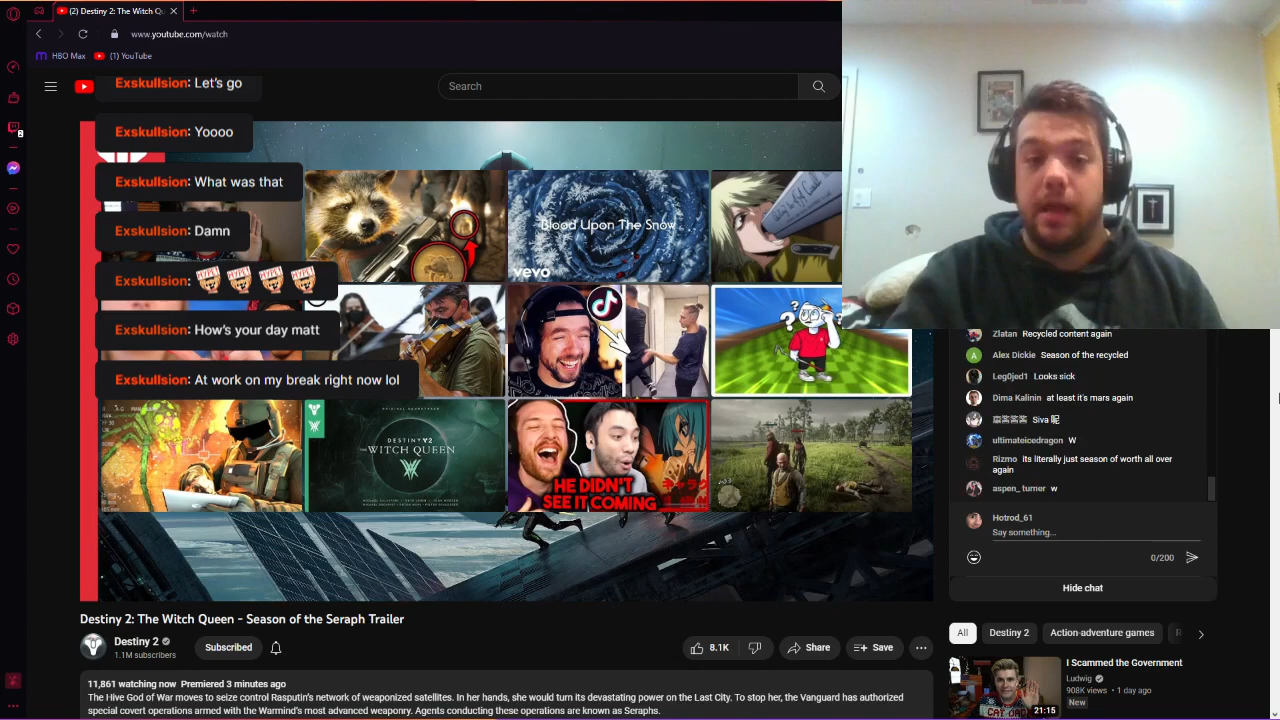 (2) Destiny 2: The Witch Qu
www.youtube.com/watch
HBO Max
(1) YouTube
Search
Exskullsion: Let's go
Exskullsion: Yoooo
Exskullsion: What was that
Exskullsion: Damn
Exskullsion:
Exskullsion: How's your day matt
Exskullsion: At work on my break right now lol
Blood Upon The Snow
vevo
ORIGINAL SOUNDTRACK
DESTINY 2
THE WITCH QUEEN
HE DIDN'T
SEE IT COMING
Zlatan Recycled content again
A
Alex Dickie Season of the recycled
Leg0jed1 Looks sick
Dima Kalinin at least it's mars again
Siva 呢
ultimateicedragon W
Rizmo its literally just season of worth all over
again
aspen_turner w
Hotrod_61
Say something...
0/200
Hide chat
Destiny 2: The Witch Queen - Season of the Seraph Trailer
Destiny 2
1.1M subscribers
Subscribed
8.1K
Share
Save
All
Destiny 2
Action-adventure games
I Scammed the Government
Ludwig
908K views • 1 day ago
New
21:15
11,861 watching now Premiered 3 minutes ago
The Hive God of War moves to seize control Rasputin's network of weaponized satellites. In her hands, she would turn its devastating power on the Last City. To stop her, the Vanguard has authorized
special covert operations armed with the Warmind's most advanced weaponry. Agents conducting these operations are known as Seraphs.